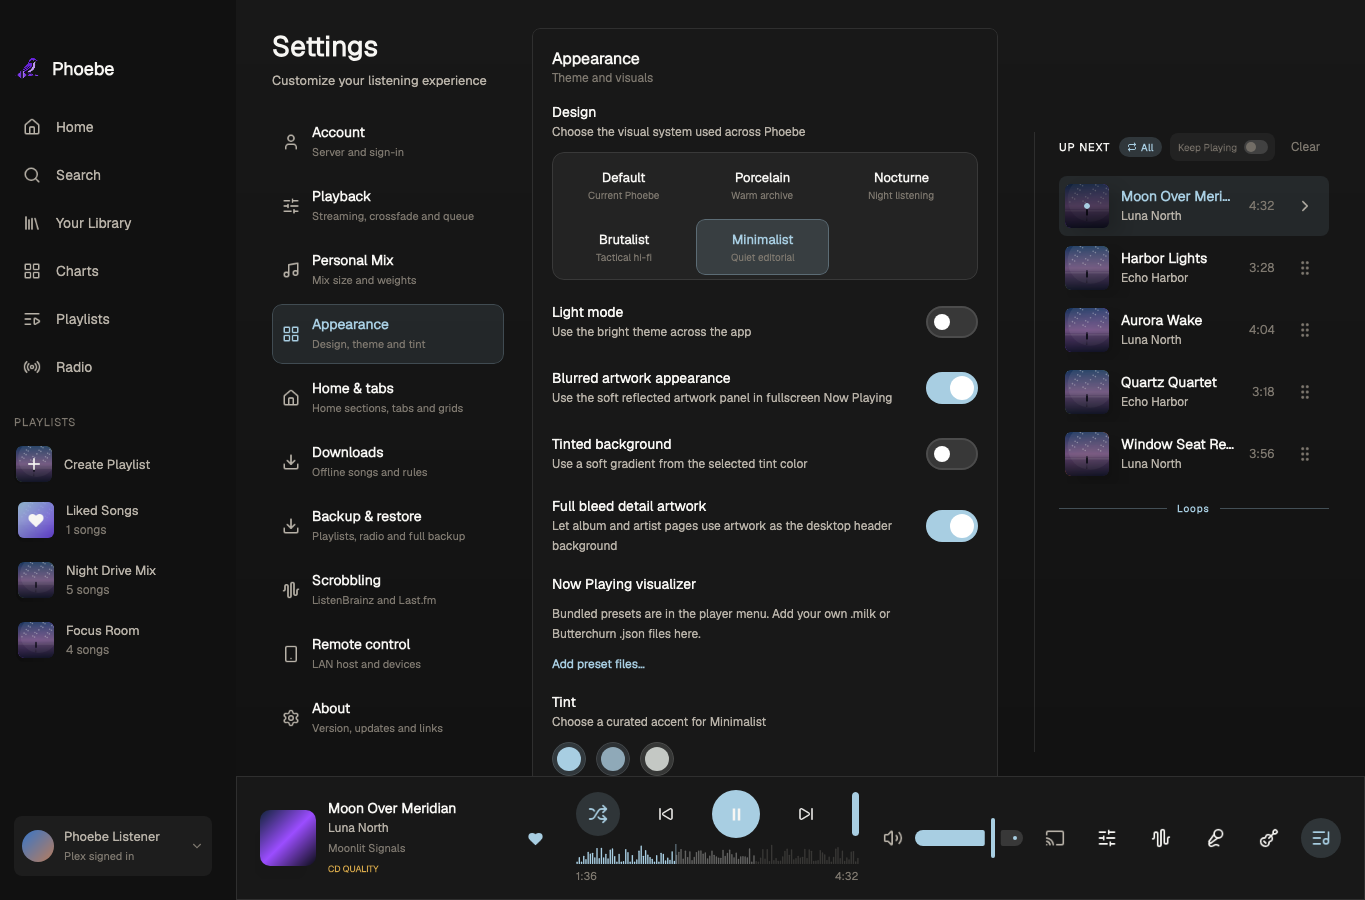 Phoebe
Home
Search
Your Library
Charts
Playlists
Radio
PLAYLISTS
Create Playlist
Liked Songs
1 songs
Night Drive Mix
5 songs
Focus Room
4 songs
Phoebe Listener
Plex signed in
Settings
Customize your listening experience
Account
Server and sign-in
Playback
Streaming, crossfade and queue
Personal Mix
Mix size and weights
Appearance
Design, theme and tint
Home & tabs
Home sections, tabs and grids
Downloads
Offline songs and rules
Backup & restore
Playlists, radio and full backup
Scrobbling
ListenBrainz and Last.fm
Remote control
LAN host and devices
About
Version, updates and links
Appearance
Theme and visuals
Design
Choose the visual system used across Phoebe
Default
Current Phoebe
Porcelain
Warm archive
Nocturne
Night listening
Brutalist
Tactical hi-fi
Minimalist
Quiet editorial
Light mode
Use the bright theme across the app
Blurred artwork appearance
Use the soft reflected artwork panel in fullscreen Now Playing
Tinted background
Use a soft gradient from the selected tint color
Full bleed detail artwork
Let album and artist pages use artwork as the desktop header
background
Now Playing visualizer
Bundled presets are in the player menu. Add your own .milk or
Butterchurn .json files here.
Add preset files…
Tint
Choose a curated accent for Minimalist
UP NEXT
All
Keep Playing
Clear
Moon Over Meri…
Luna North
4:32
Harbor Lights
Echo Harbor
3:28
Aurora Wake
Luna North
4:04
Quartz Quartet
Echo Harbor
3:18
Window Seat Re…
Luna North
3:56
Loops
Moon Over Meridian
Luna North
Moonlit Signals
CD QUALITY
1:36
4:32